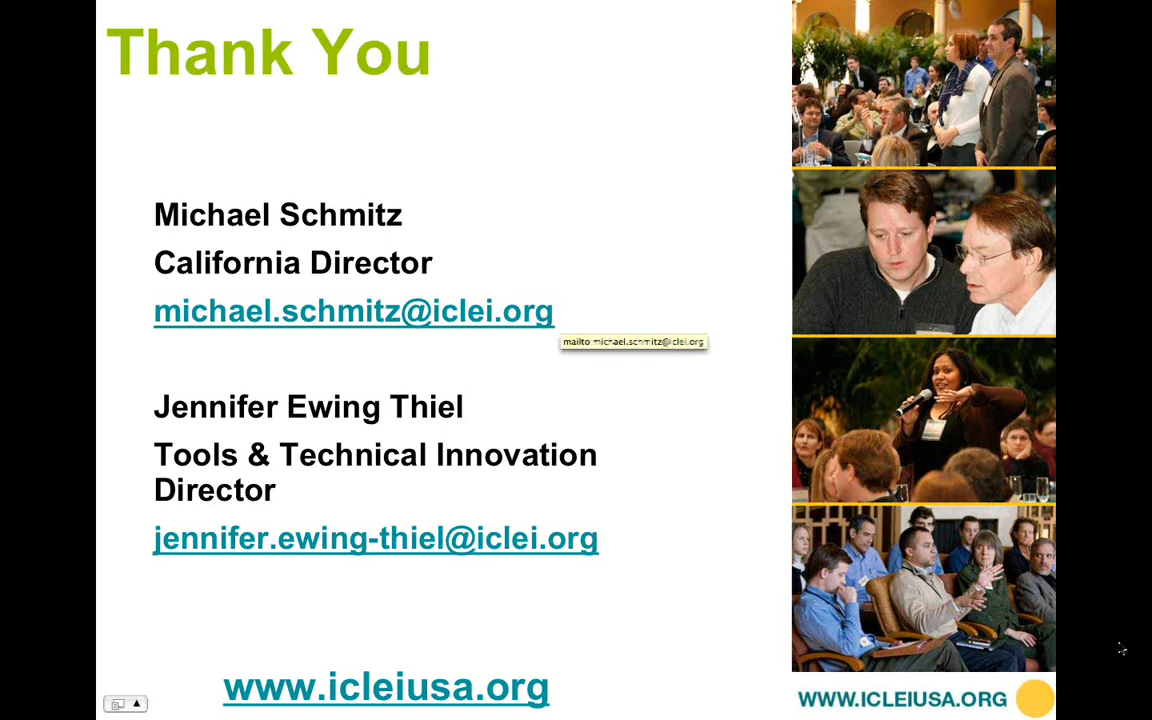 Thank You
Michael Schmitz
California Director
michael.schmitz@iclei.org
mailto:michael.schmitz@iclei.org
Jennifer Ewing Thiel
Tools & Technical Innovation
Director
jennifer.ewing-thiel@iclei.org
www.icleiusa.org
WWW.ICLEIUSA.ORG